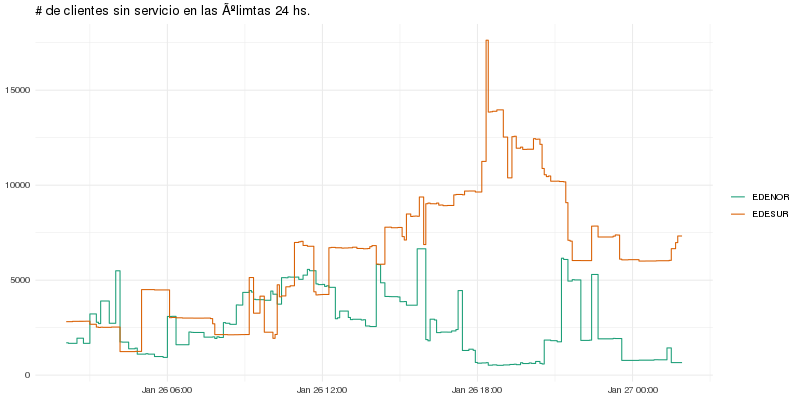 # de clientes sin servicio en las Ãºlimtas 24 hs.
15000
10000
5000
0
Jan 26 06:00
Jan 26 12:00
Jan 26 18:00
Jan 27 00:00
EDENOR
EDESUR